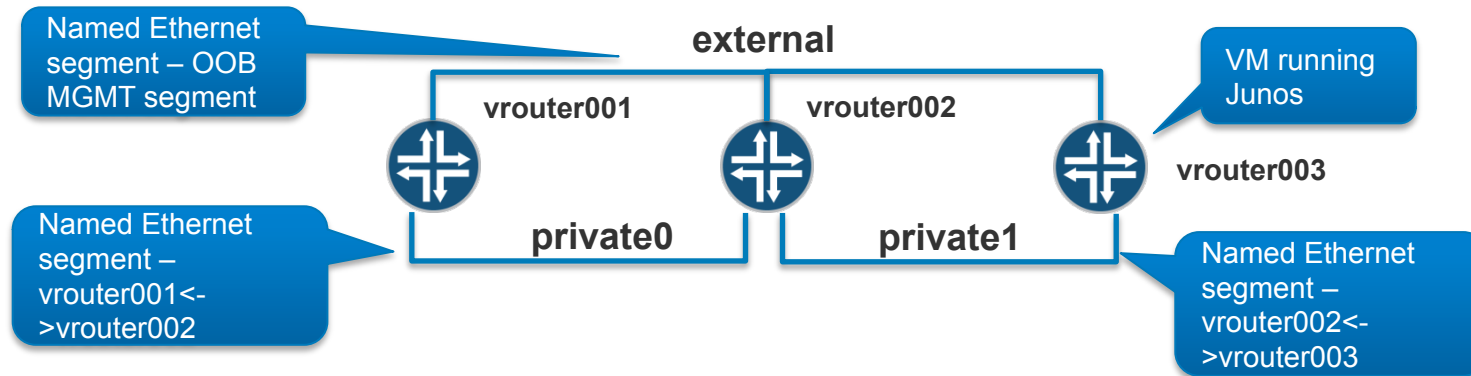 Named Ethernet
segment – OOB
MGMT segment
external
VM running
Junos
vrouter001
vrouter002
vrouter003
Named Ethernet
segment –
vrouter001<-
>vrouter002
private0
private1
Named Ethernet
segment –
vrouter002<-
>vrouter003